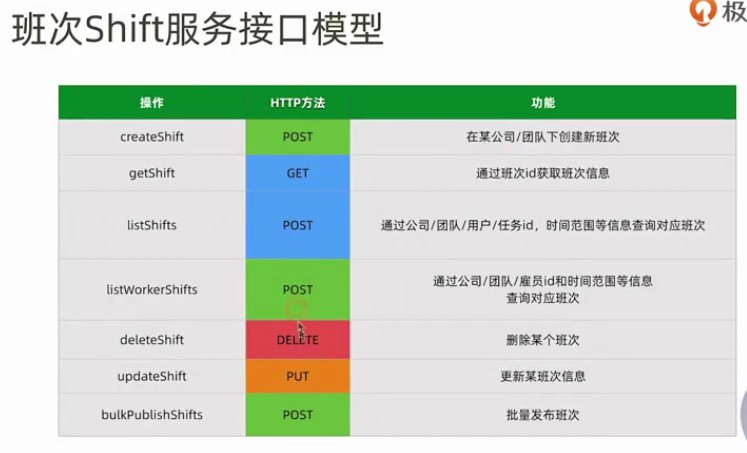 班次Shift服务接口模型
极
操作 HTTP方法 功能
createShift POST 在某公司/团队下创建新班次
getShift GET 通过班次id获取班次信息
listShifts POST 通过公司/团队/用户/任务id，时间范围等信息查询对应班次
listWorkerShifts POST 通过公司/团队/雇员id和时间范围等信息
查询对应班次
deleteShift DELETE 删除某个班次
updateShift PUT 更新某班次信息
bulkPublishShifts POST 批量发布班次